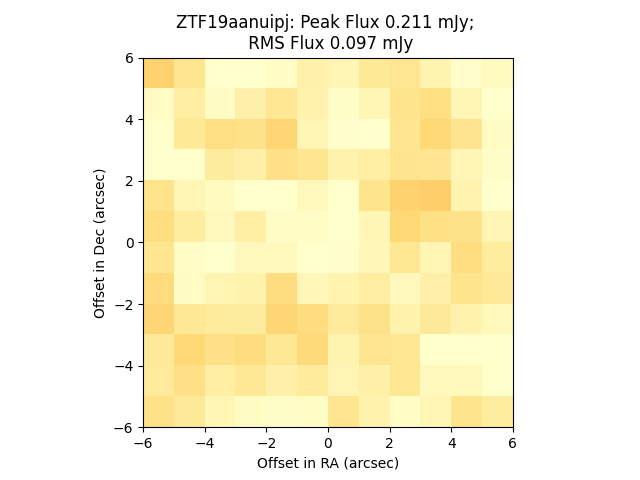 ZTF19aanuipj: Peak Flux 0.211 mJy;
RMS Flux 0.097 mJy
6
4
2
0
−2
−4
−6
Offset in Dec (arcsec)
−6 −4 −2 0 2 4 6
Offset in RA (arcsec)